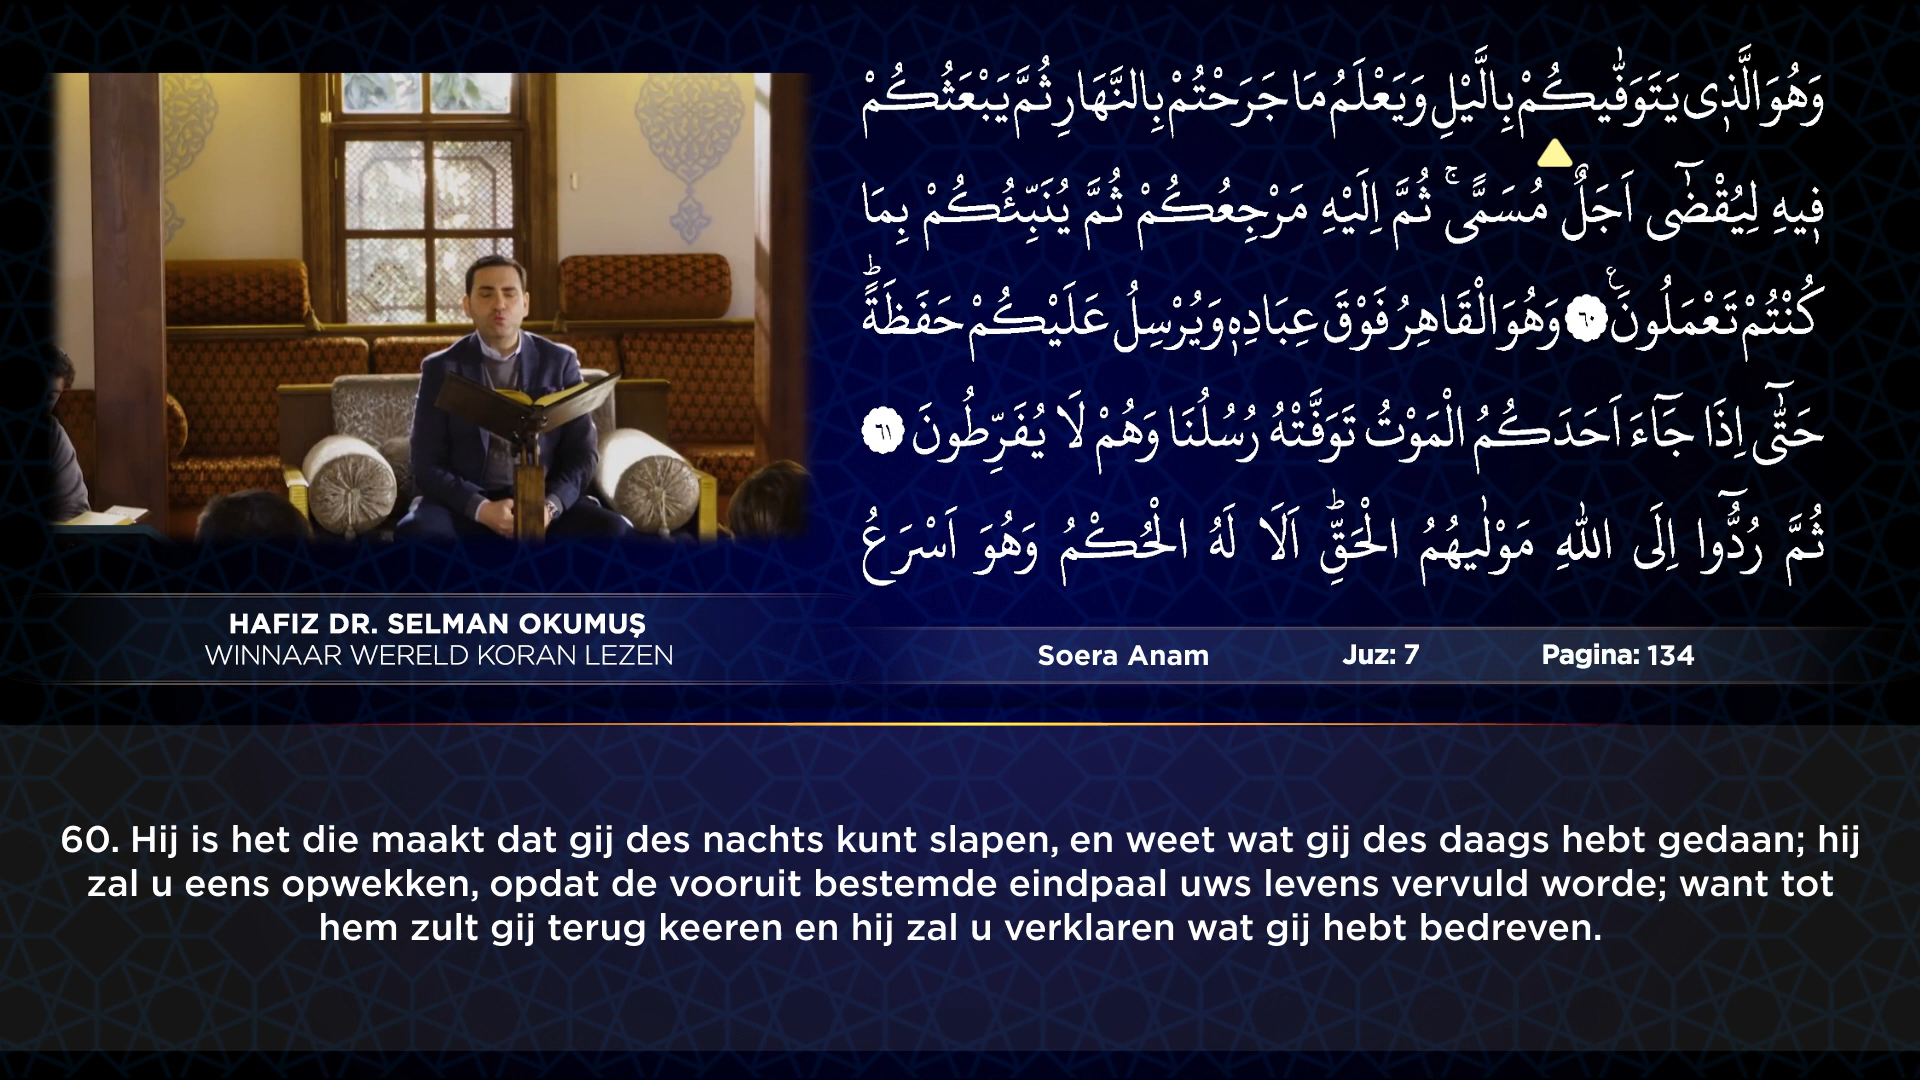 وَهُوَ الَّذ۪ي يَتَوَفّٰيكُمْ بِالَّيْلِ وَيَعْلَمُ مَا جَرَحْتُمْ بِالنَّهَارِ ثُمَّ يَبْعَثُكُمْ
ف۪يهِ لِيُقْضٰٓى اَجَلٌ مُسَمًّىۚ ثُمَّ اِلَيْهِ مَرْجِعُكُمْ ثُمَّ يُنَبِّئُكُمْ بِمَا
كُنْتُمْ تَعْمَلُونَ۟ ﴿٦٠﴾ وَهُوَ الْقَاهِرُ فَوْقَ عِبَادِه۪ وَيُرْسِلُ عَلَيْكُمْ حَفَظَةًۜ
حَتّٰٓى اِذَا جَٓاءَ اَحَدَكُمُ الْمَوْتُ تَوَفَّتْهُ رُسُلُنَا وَهُمْ لَا يُفَرِّطُونَ ﴿٦١﴾
ثُمَّ رُدُّٓوا اِلَى اللّٰهِ مَوْلٰيهُمُ الْحَقِّۜ اَلَا لَهُ الْحُكْمُ وَهُوَ اَسْرَعُ
HAFIZ DR. SELMAN OKUMUŞ
WINNAAR WERELD KORAN LEZEN
Soera Anam Juz: 7 Pagina: 134
60. Hij is het die maakt dat gij des nachts kunt slapen, en weet wat gij des daags hebt gedaan; hij
zal u eens opwekken, opdat de vooruit bestemde eindpaal uws levens vervuld worde; want tot
hem zult gij terug keeren en hij zal u verklaren wat gij hebt bedreven.